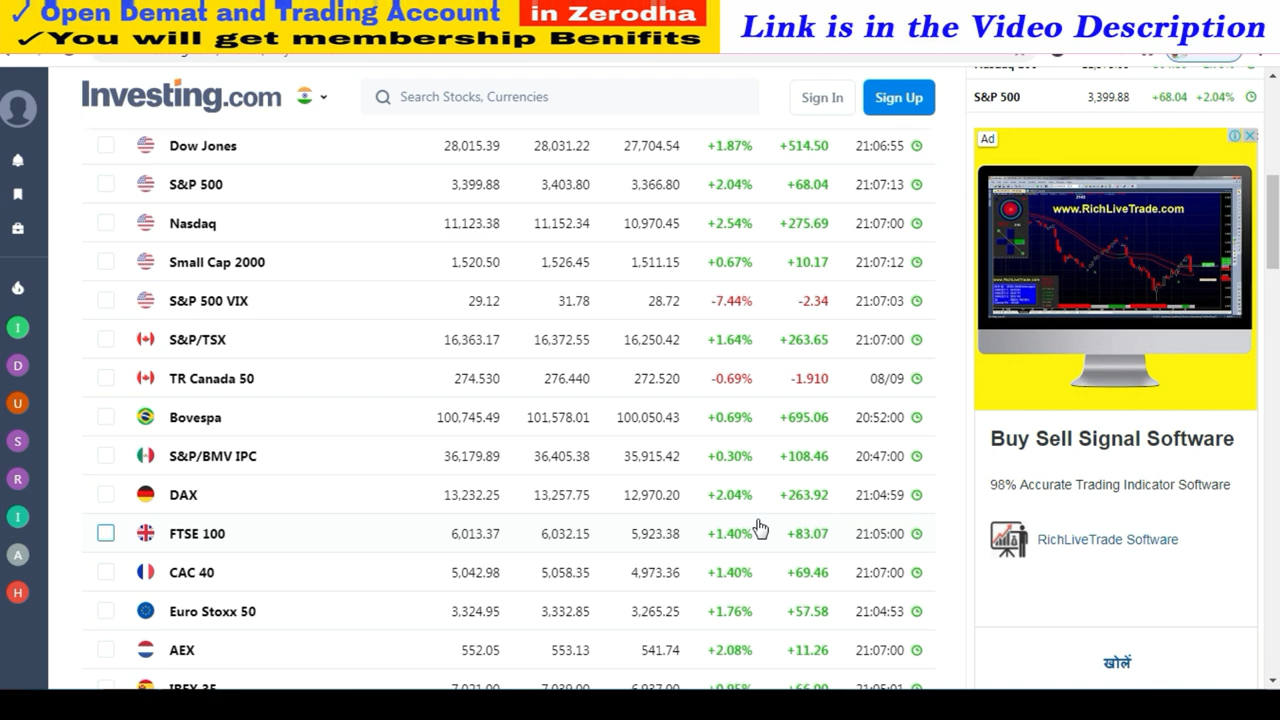 ✓ Open Demat and Trading Account in Zerodha
✓You will get membership Benifits
Link is in the Video Description
Investing.com
Search Stocks, Currencies
Sign In
Sign Up
S&P 500 3,399.88 +68.04 +2.04%
Dow Jones 28,015.39 28,031.22 27,704.54 +1.87% +514.50 21:06:55
S&P 500 3,399.88 3,403.80 3,366.80 +2.04% +68.04 21:07:13
Nasdaq 11,123.38 11,152.34 10,970.45 +2.54% +275.69 21:07:00
Small Cap 2000 1,520.50 1,526.45 1,511.15 +0.67% +10.17 21:07:12
S&P 500 VIX 29.12 31.78 28.72 -7.44% -2.34 21:07:03
S&P/TSX 16,363.17 16,372.55 16,250.42 +1.64% +263.65 21:07:00
TR Canada 50 274.530 276.440 272.520 -0.69% -1.910 08/09
Bovespa 100,745.49 101,578.01 100,050.43 +0.69% +695.06 20:52:00
S&P/BMV IPC 36,179.89 36,405.38 35,915.42 +0.30% +108.46 20:47:00
DAX 13,232.25 13,257.75 12,970.20 +2.04% +263.92 21:04:59
FTSE 100 6,013.37 6,032.15 5,923.38 +1.40% +83.07 21:05:00
CAC 40 5,042.98 5,058.35 4,973.36 +1.40% +69.46 21:07:00
Euro Stoxx 50 3,324.95 3,332.85 3,265.25 +1.76% +57.58 21:04:53
AEX 552.05 553.13 541.74 +2.08% +11.26 21:07:00
I
D
U
S
R
I
A
H
Ad
www.RichLiveTrade.com
Buy Sell Signal Software
98% Accurate Trading Indicator Software
RichLiveTrade Software
खोलें